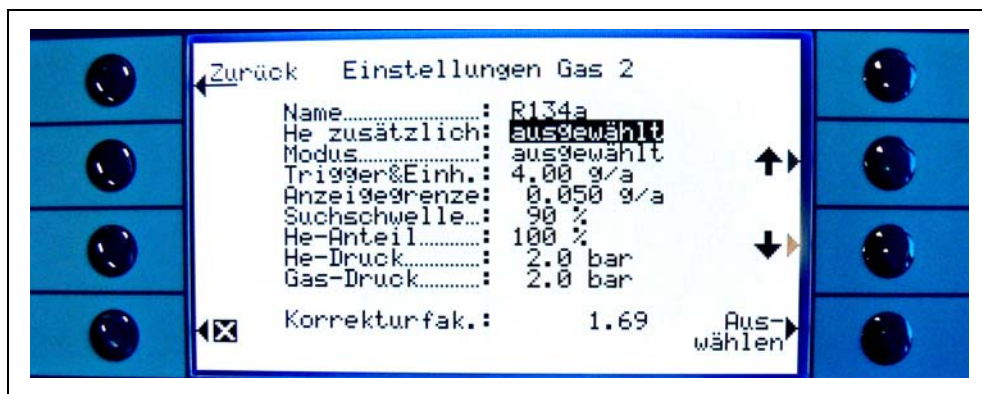 Zurück Einstellungen Gas 2
Name..........: R134a
He zusätzlich: ausgewählt
Modus...........: ausgewählt
Trigger&Einh.: 4.00 g/a
Anzeigegrenze: 0.050 g/a
Suchschwelle...: 90 %
He-Anteil........: 100 %
He-Druck.........: 2.0 bar
Gas-Druck.......: 2.0 bar
Korrekturfak.: 1.69 Aus-
wählen